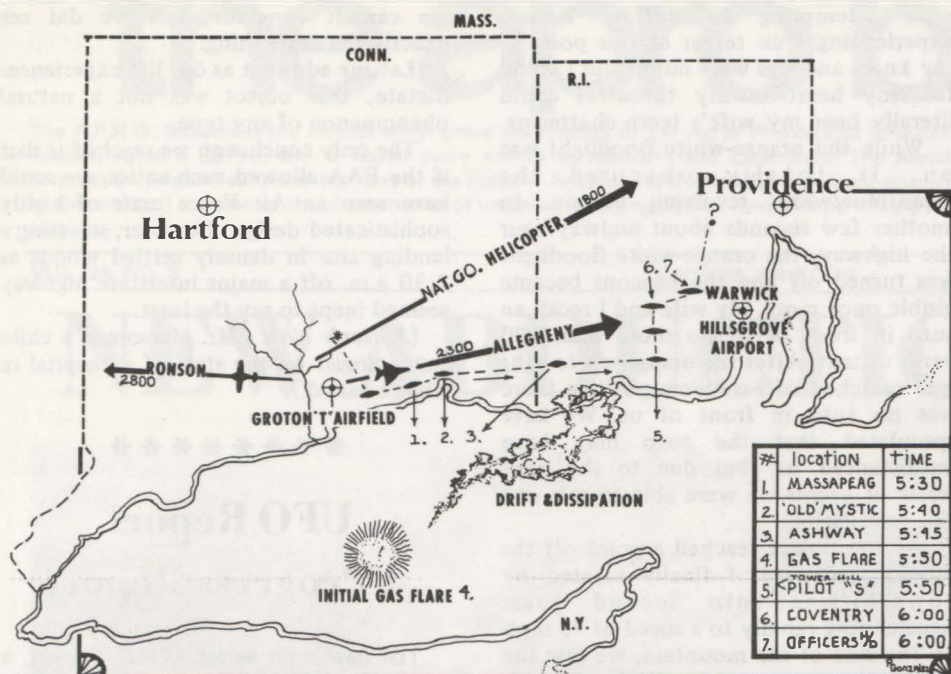 MASS.
CONN.
R.I.
Hartford
Providence
NAT. GO. HELICOPTER 1800
6. 7.
WARWICK
HILLSGROVE
AIRPORT
2300 ALLEGHENY
RONSON
2800
GROTON 'T' AIRFIELD
1. 2. 3.
DRIFT & DISSIPATION
INITIAL GAS FLARE 4.
N.Y.
# location TIME
1. MASSAPEAG 5:30
2. 'OLD' MYSTIC 5:40
3. ASHWAY 5:45
4. GAS FLARE 5:50
5. TOWER HILL "PILOT "S" 5:50
6. COVENTRY 6:00
7. OFFICERS' 6:00